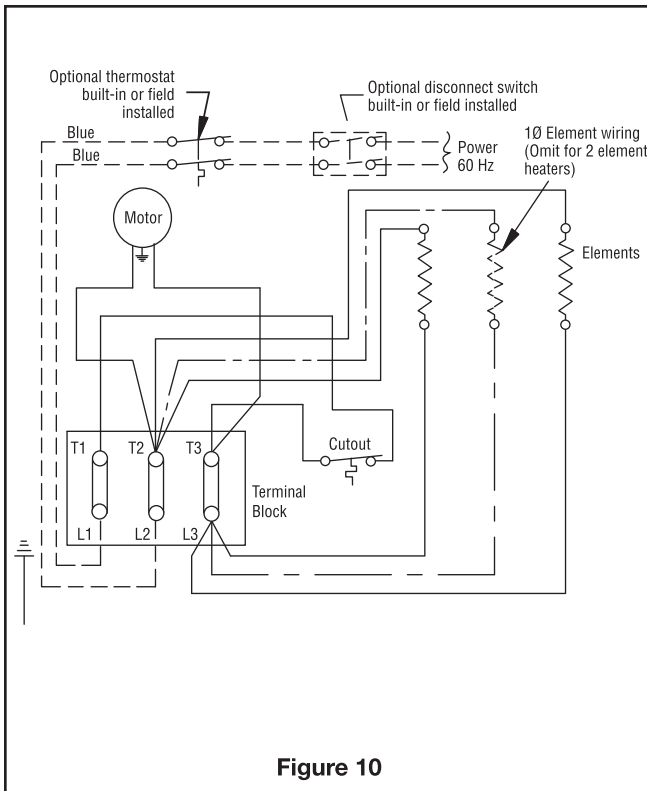 Optional thermostat
built-in or field
installed
Optional disconnect switch
built-in or field installed
1Ø Element wiring
(Omit for 2 element
heaters)
Blue
Blue
Power
60 Hz
Motor
Elements
Cutout
T1 T2 T3
Terminal
Block
L1 L2 L3
Figure 10